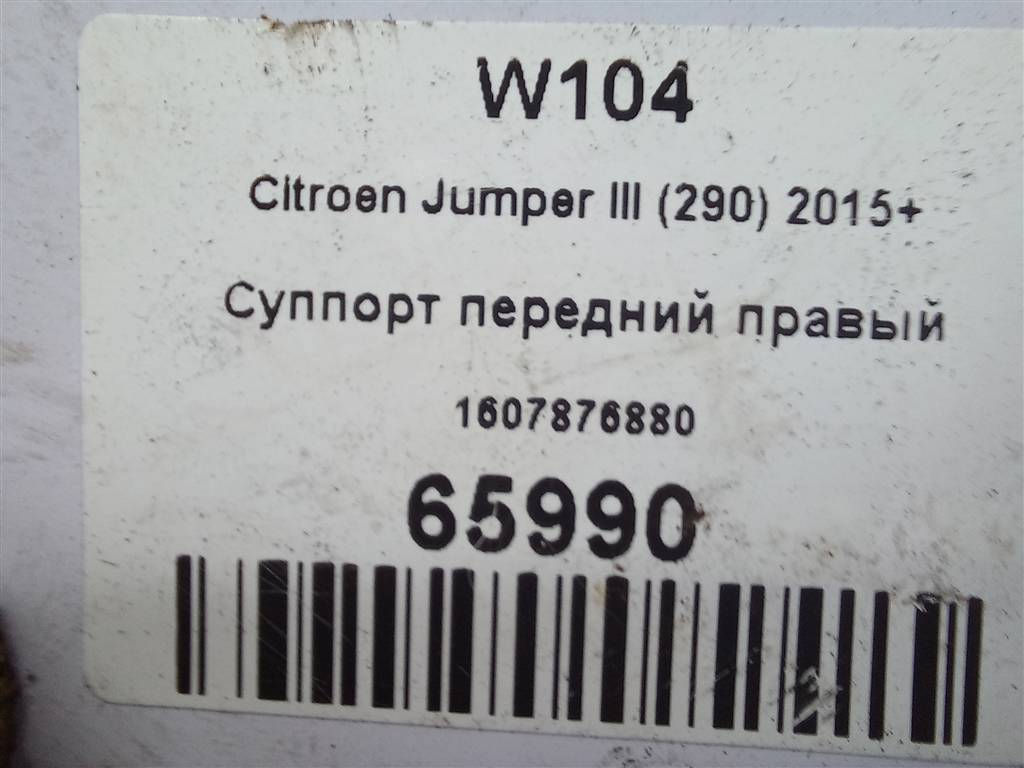 W104
Citroen Jumper III (290) 2015+
Суппорт передний правый
1607876880
65990